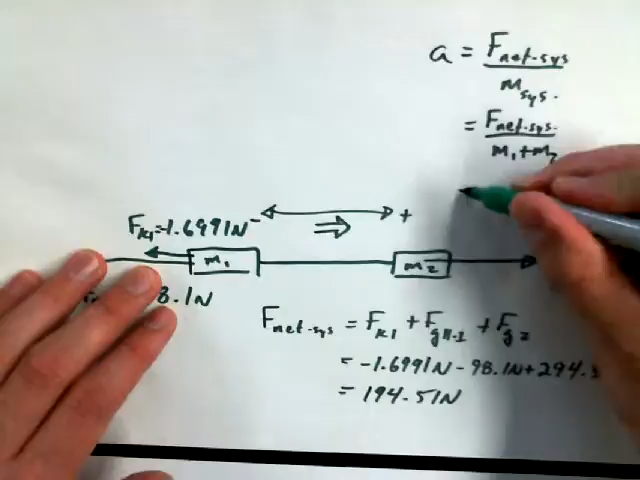 a = Fnet-sys
msys.
= Fnet-sys.
m1+m2
Fk1=-1.6991N
- +
m1 m2
8.1N
Fnet-sys = Fk1 + Fg11-1 + Fg2
= -1.6991N - 98.1N + 294.3
= 194.51N